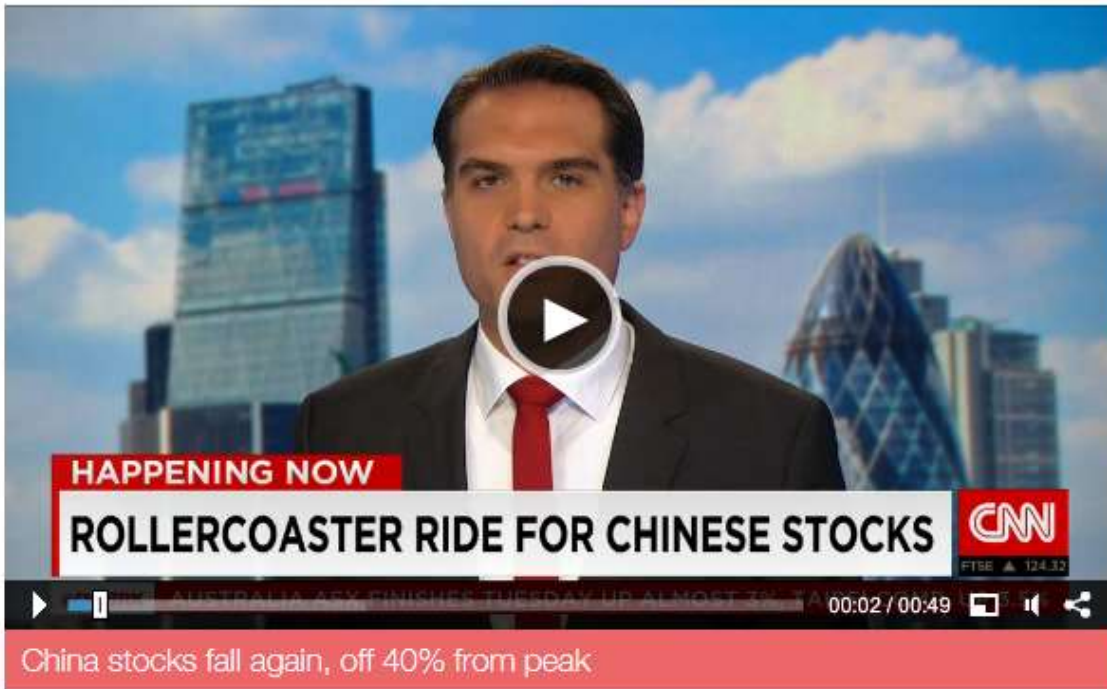 HAPPENING NOW
ROLLERCOASTER RIDE FOR CHINESE STOCKS
CNN
FTSE ▲ 124.32
AUSTRALIA ASX FINISHES TUESDAY UP ALMOST 3%
00:02 / 00:49
China stocks fall again, off 40% from peak